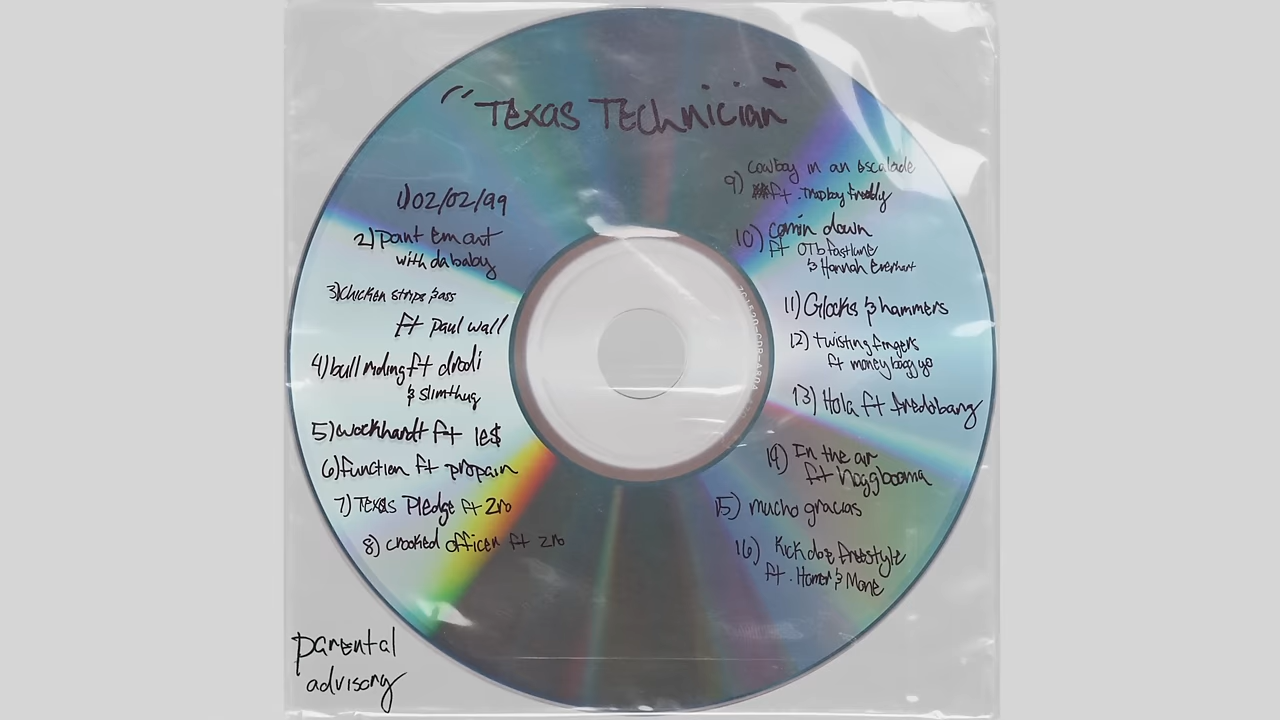 "Texas Technician"
1) 02/02/99
2) paint Em out
with dababy
3) chicken strips & ass
ft paul wall
4) bull riding ft drodi
& slimthug
5) wockhardt ft le$
6) function ft propain
7) Texas Pledge ft Zro
8) crooked officer ft zro
9) cowboy in an escalade
ft. Trapboy freddy
10) comin down
ft OTb fastlane
& Hannah Everhart
11) Glocks & hammers
12) twisting fingers
ft moneybagg yo
13) Hola ft fredobang
14) In the air
ft hoggbooma
15) mucho gracias
16) Kick doe freestyle
ft. Homer & Mone
parental
advisory